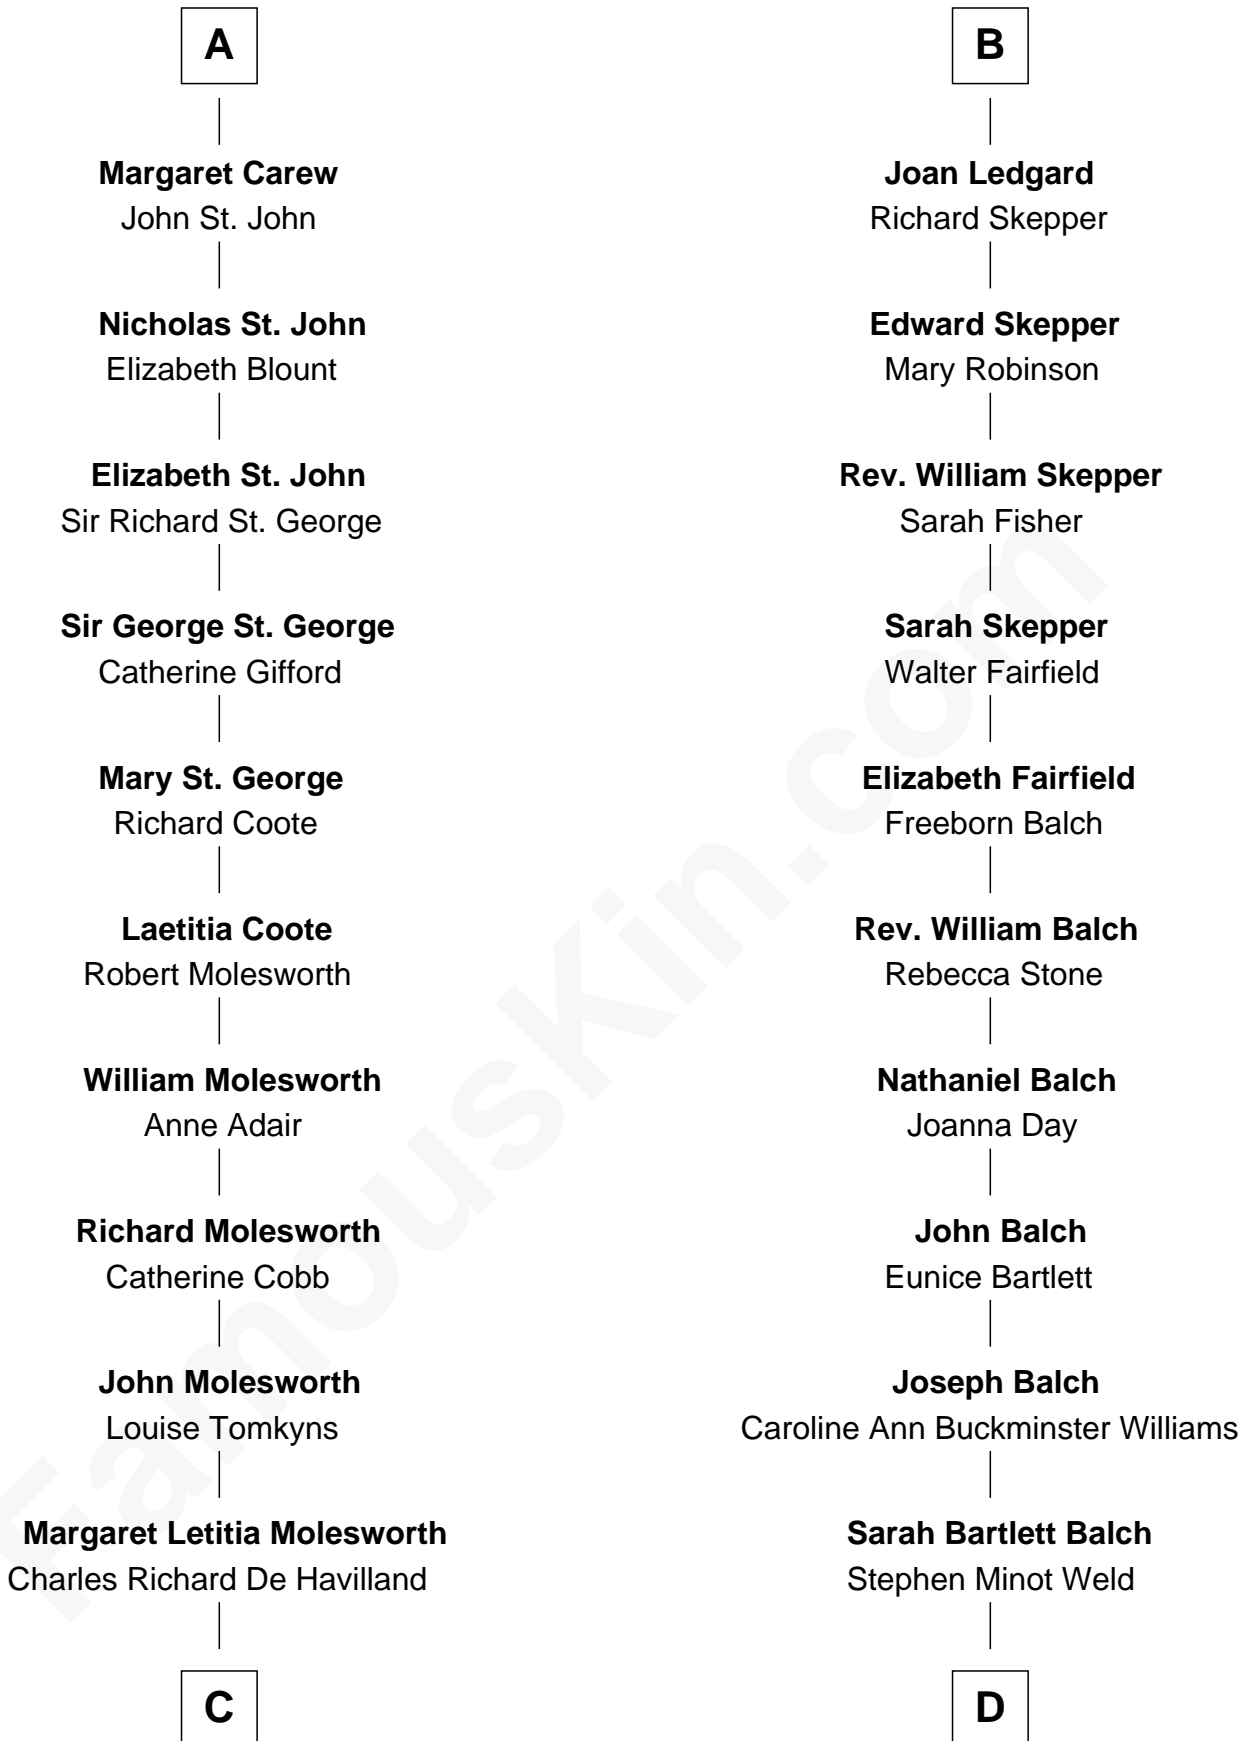 A
Margaret Carew
John St. John
Nicholas St. John
Elizabeth Blount
Elizabeth St. John
Sir Richard St. George
Sir George St. George
Catherine Gifford
Mary St. George
Richard Coote
Laetitia Coote
Robert Molesworth
William Molesworth
Anne Adair
Richard Molesworth
Catherine Cobb
John Molesworth
Louise Tomkyns
Margaret Letitia Molesworth
Charles Richard De Havilland
C
B
Joan Ledgard
Richard Skepper
Edward Skepper
Mary Robinson
Rev. William Skepper
Sarah Fisher
Sarah Skepper
Walter Fairfield
Elizabeth Fairfield
Freeborn Balch
Rev. William Balch
Rebecca Stone
Nathaniel Balch
Joanna Day
John Balch
Eunice Bartlett
Joseph Balch
Caroline Ann Buckminster Williams
Sarah Bartlett Balch
Stephen Minot Weld
D
FamousKin.com